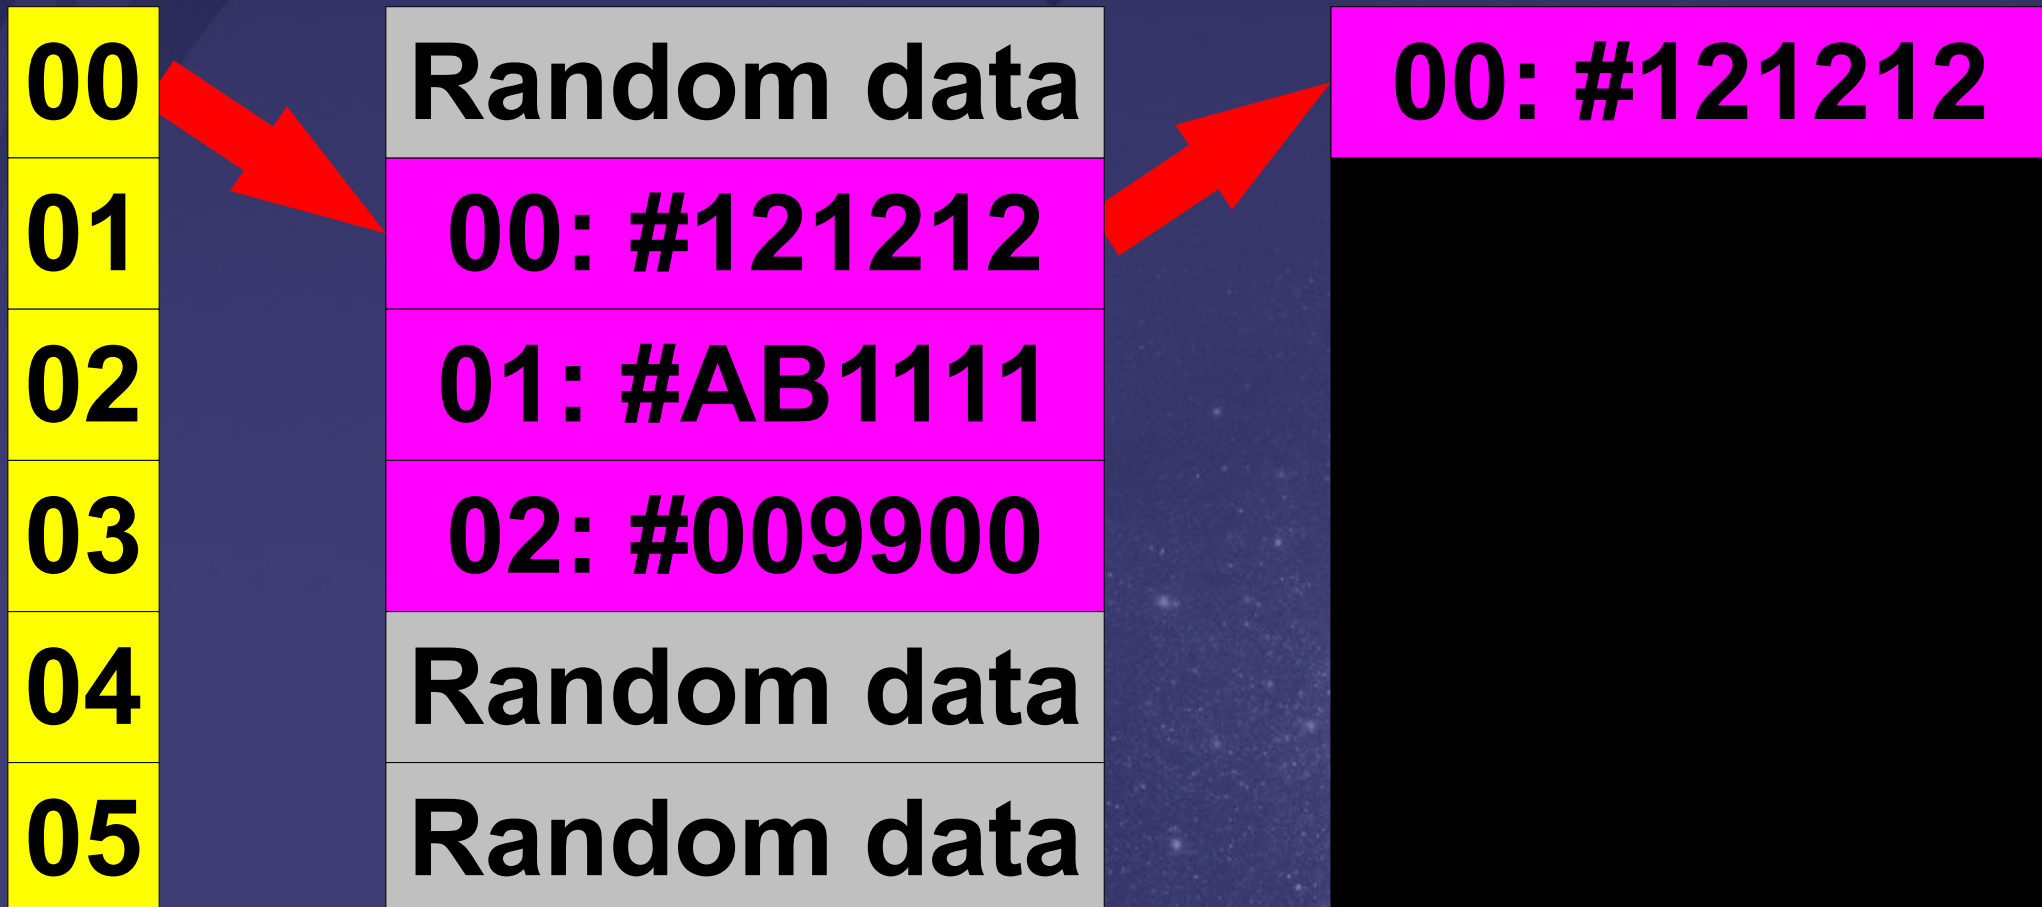 00 Random data 00: #121212
01 00: #121212
02 01: #AB1111
03 02: #009900
04 Random data
05 Random data